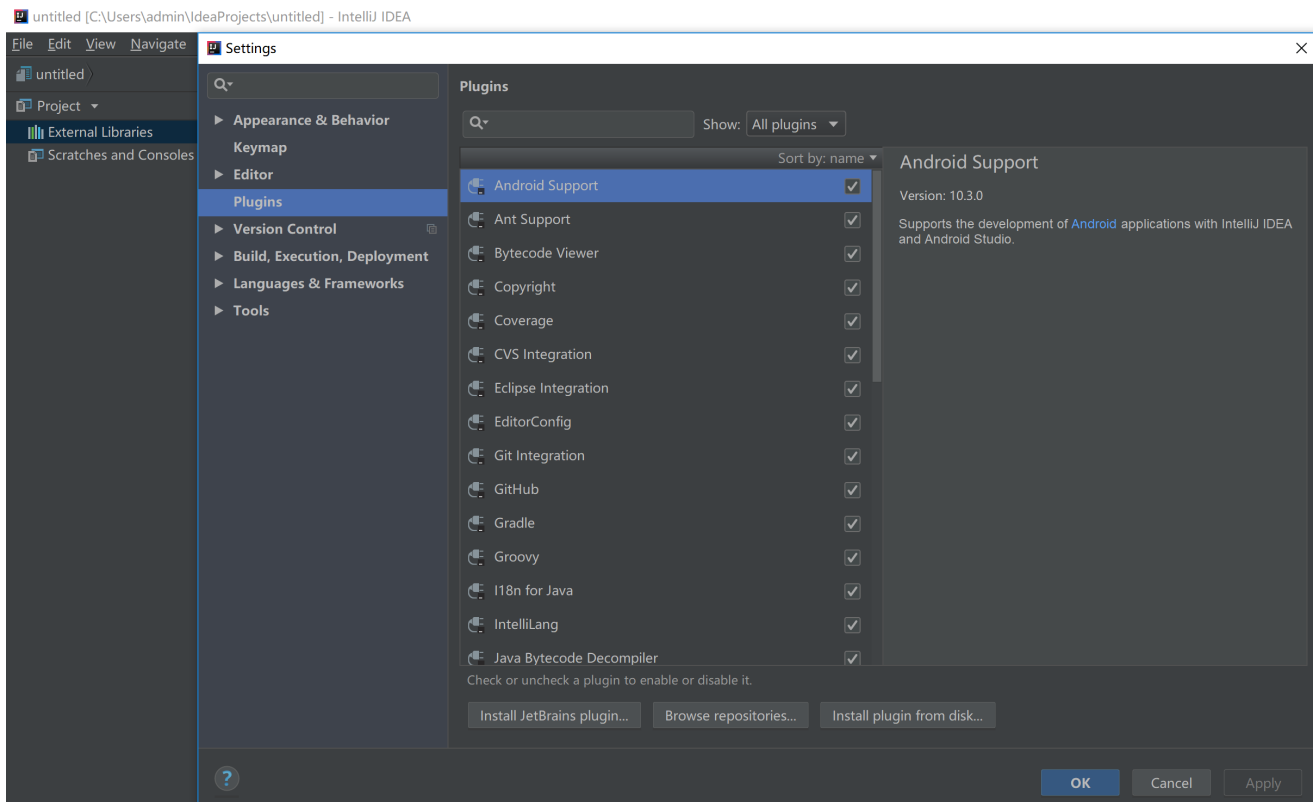 untitled [C:\Users\admin\IdeaProjects\untitled] - IntelliJ IDEA
File Edit View Navigate
untitled
Project
External Libraries
Scratches and Consoles
Settings
Appearance & Behavior
Keymap
Editor
Plugins
Version Control
Build, Execution, Deployment
Languages & Frameworks
Tools
Plugins
Show: All plugins
Sort by: name
Android Support
Ant Support
Bytecode Viewer
Copyright
Coverage
CVS Integration
Eclipse Integration
EditorConfig
Git Integration
GitHub
Gradle
Groovy
I18n for Java
IntelliLang
Java Bytecode Decompiler
Android Support
Version: 10.3.0
Supports the development of Android applications with IntelliJ IDEA
and Android Studio.
Check or uncheck a plugin to enable or disable it.
Install JetBrains plugin... Browse repositories... Install plugin from disk...
?
OK Cancel Apply